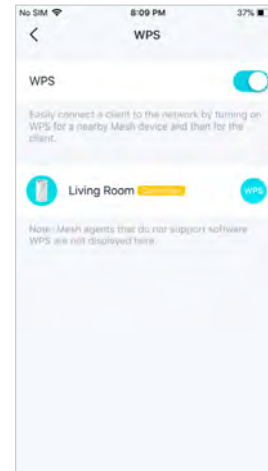 No SIM 8:09 PM 37%
WPS
WPS
Easily connect a client to the network by turning on
WPS for a nearby Mesh device and then for the
client.
Living Room Controller WPS
Note: Mesh agents that do not support software
WPS are not displayed here.